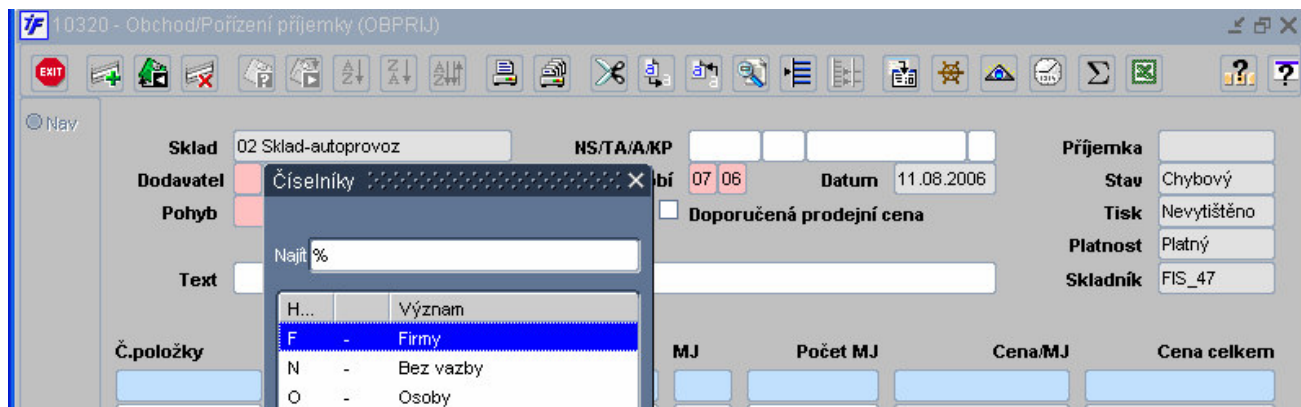 10320 - Obchod/Pořízení příjemky (OBPRIJ)
EXIT
Nav
Sklad 02 Sklad-autoprovoz NS/TA/A/KP Příjemka
Dodavatel Číselníky bí 07 06 Datum 11.08.2006 Stav Chybový
Pohyb Doporučená prodejní cena Tisk Nevytištěno
Najít % Platnost Platný
Text Skladník FIS_47
H... Význam
F - Firmy
Č.položky MJ Počet MJ Cena/MJ Cena celkem
N - Bez vazby
O - Osoby